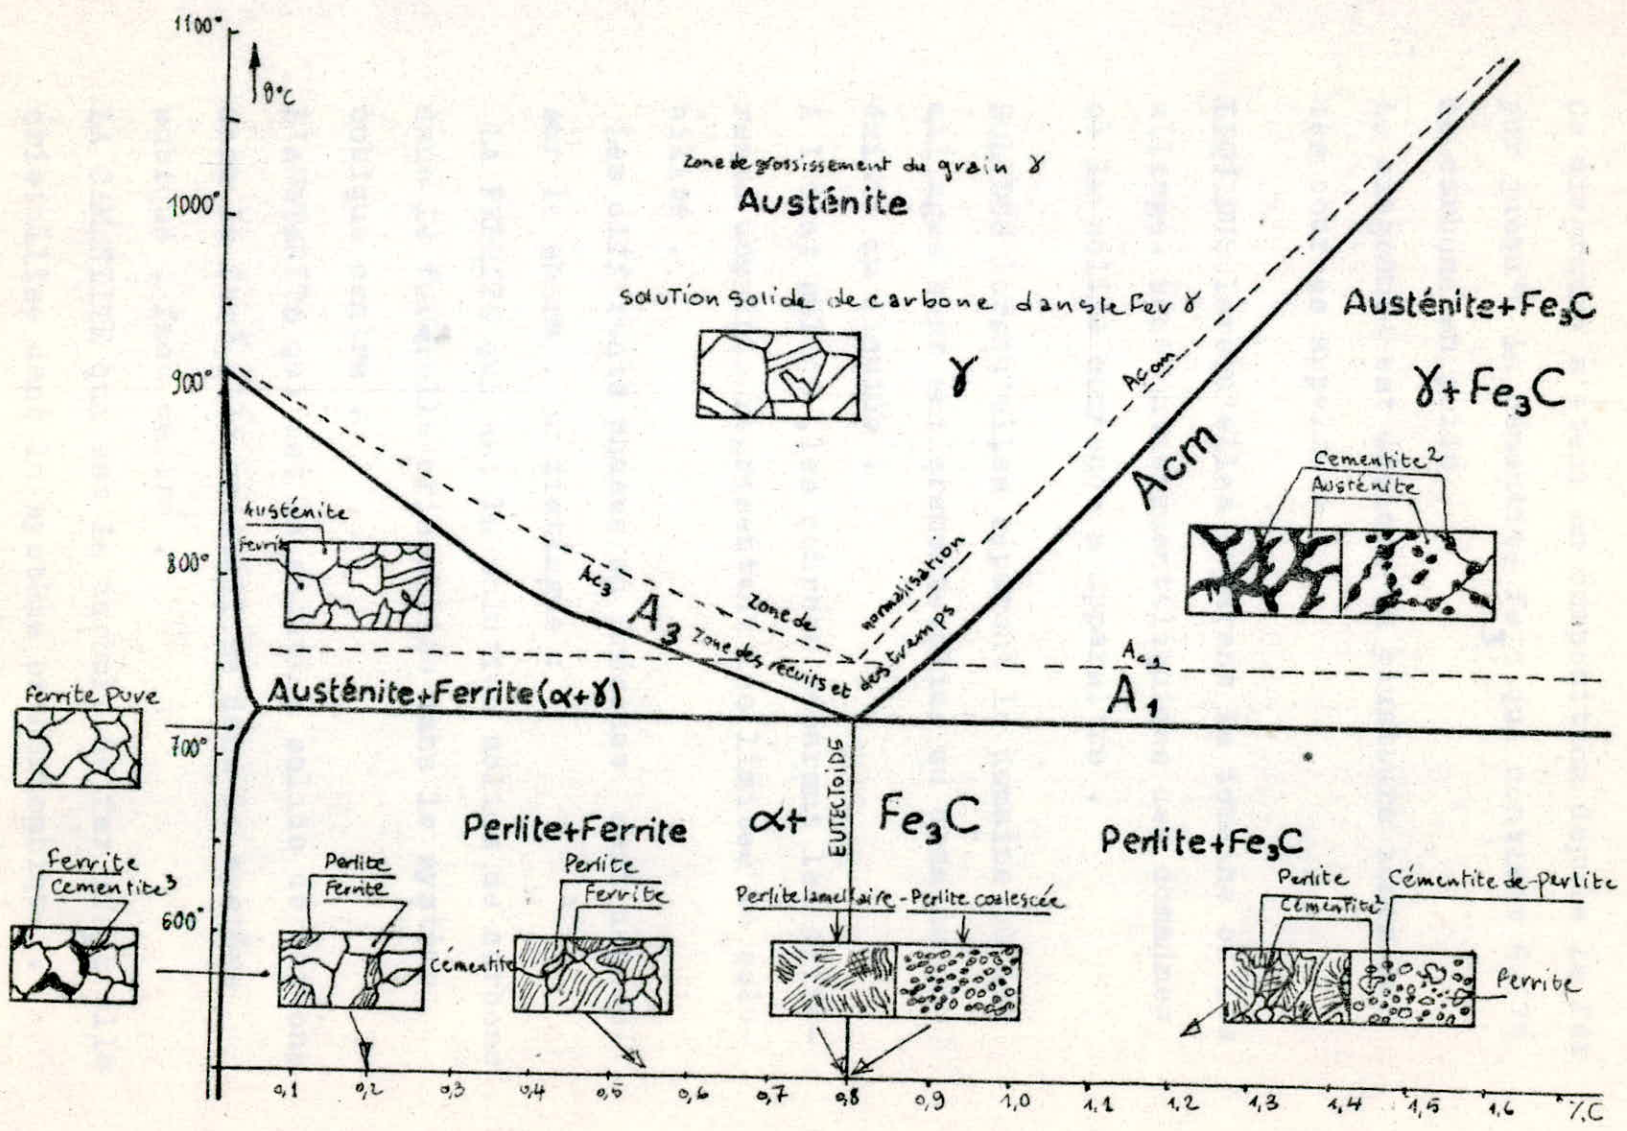 1100°
θ°C
Zone de grossissement du grain γ
1000°
Austénite
solution solide de carbone dans le Fer γ
Austénite+Fe₃C
900°
γ
γ+Fe₃C
Acom
Acm
Cementite²
Austénite
Austénite
Ferrite
800°
Ac₃
A₃
Zone de
normalisation
Zone des recuits et des trempes
Ac₁
A₁
Austénite+Ferrite(α+γ)
Ferrite pure
700°
EUTECTOIDE
Perlite+Ferrite
α+
Fe₃C
Perlite+Fe₃C
Ferrite
Cementite³
Perlite
Ferrite
Perlite
Ferrite
Perlite lamellaire - Perlite coalescée
Perlite
Cémentite²
Cémentite de perlite
600°
Cémentite
Ferrite
0,1 0,2 0,3 0,4 0,5 0,6 0,7 0,8 0,9 1,0 1,1 1,2 1,3 1,4 1,5 1,6 %C